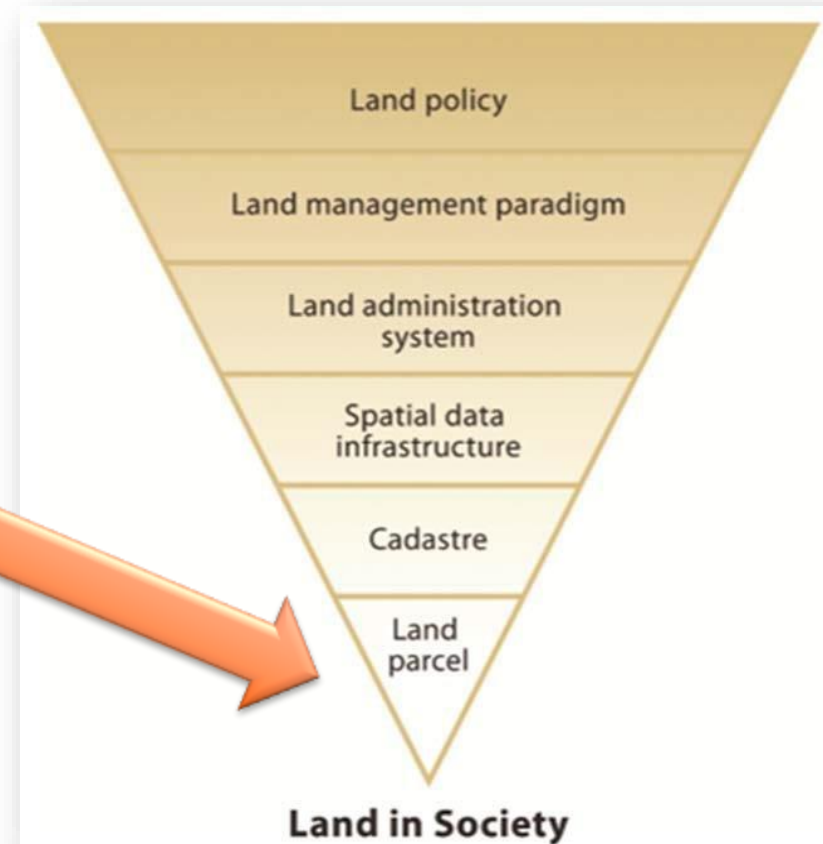 Land policy
Land management paradigm
Land administration
system
Spatial data
infrastructure
Cadastre
Land
parcel
Land in Society